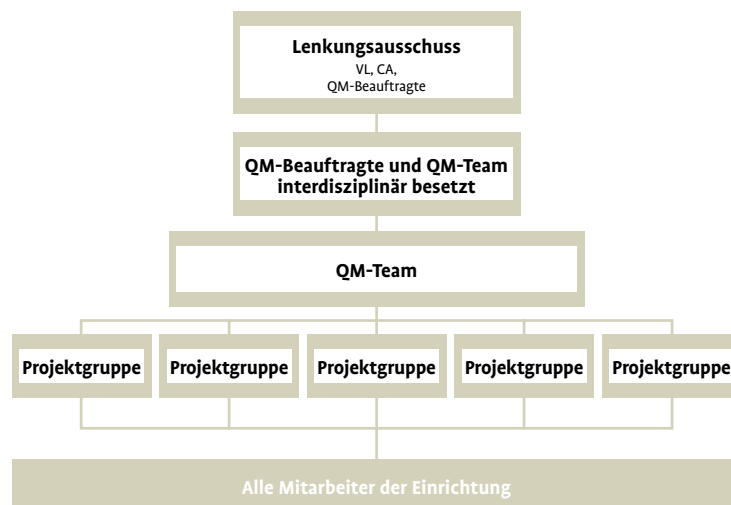 Lenkungsausschuss
VL, CA,
QM-Beauftragte
QM-Beauftragte und QM-Team
interdisziplinär besetzt
QM-Team
Projektgruppe
Projektgruppe
Projektgruppe
Projektgruppe
Projektgruppe
Alle Mitarbeiter der Einrichtung